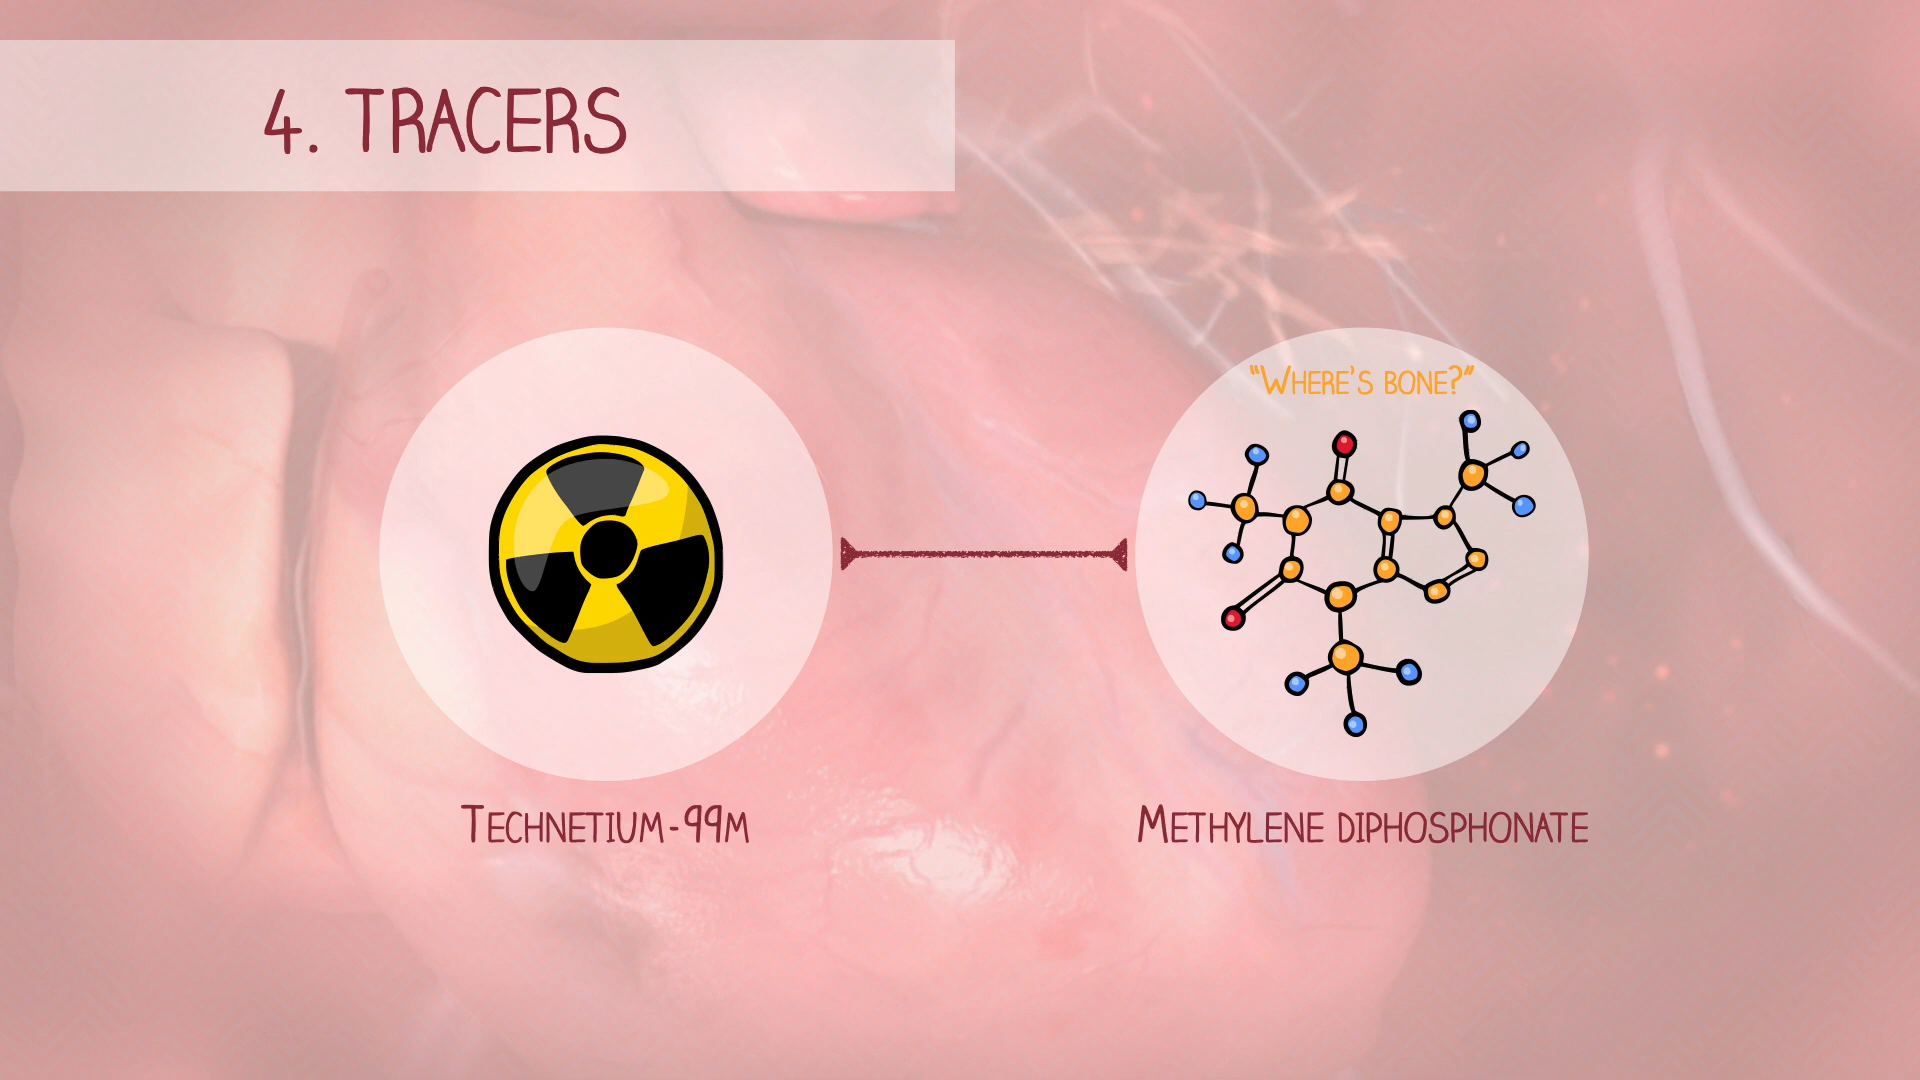 4. TRACERS
"WHERE'S BONE?"
TECHNETIUM-99M
METHYLENE DIPHOSPHONATE